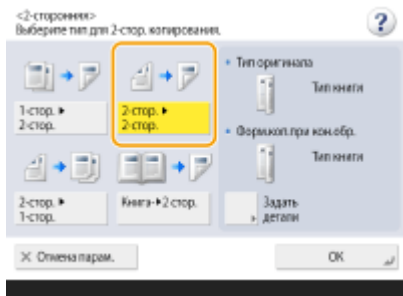 <2-сторонняя>
Выберите тип для 2-стор. копирования.
?
1-стор. ▸
2-стор.
2-стор. ▸
2-стор.
2-стор. ▸
1-стор.
Книга▸2 стор.
• Тип оригинала
Тип книги
• Форм.коп.при кон.обр.
Тип книги
Задать
детали
× Отмена парам.
OK